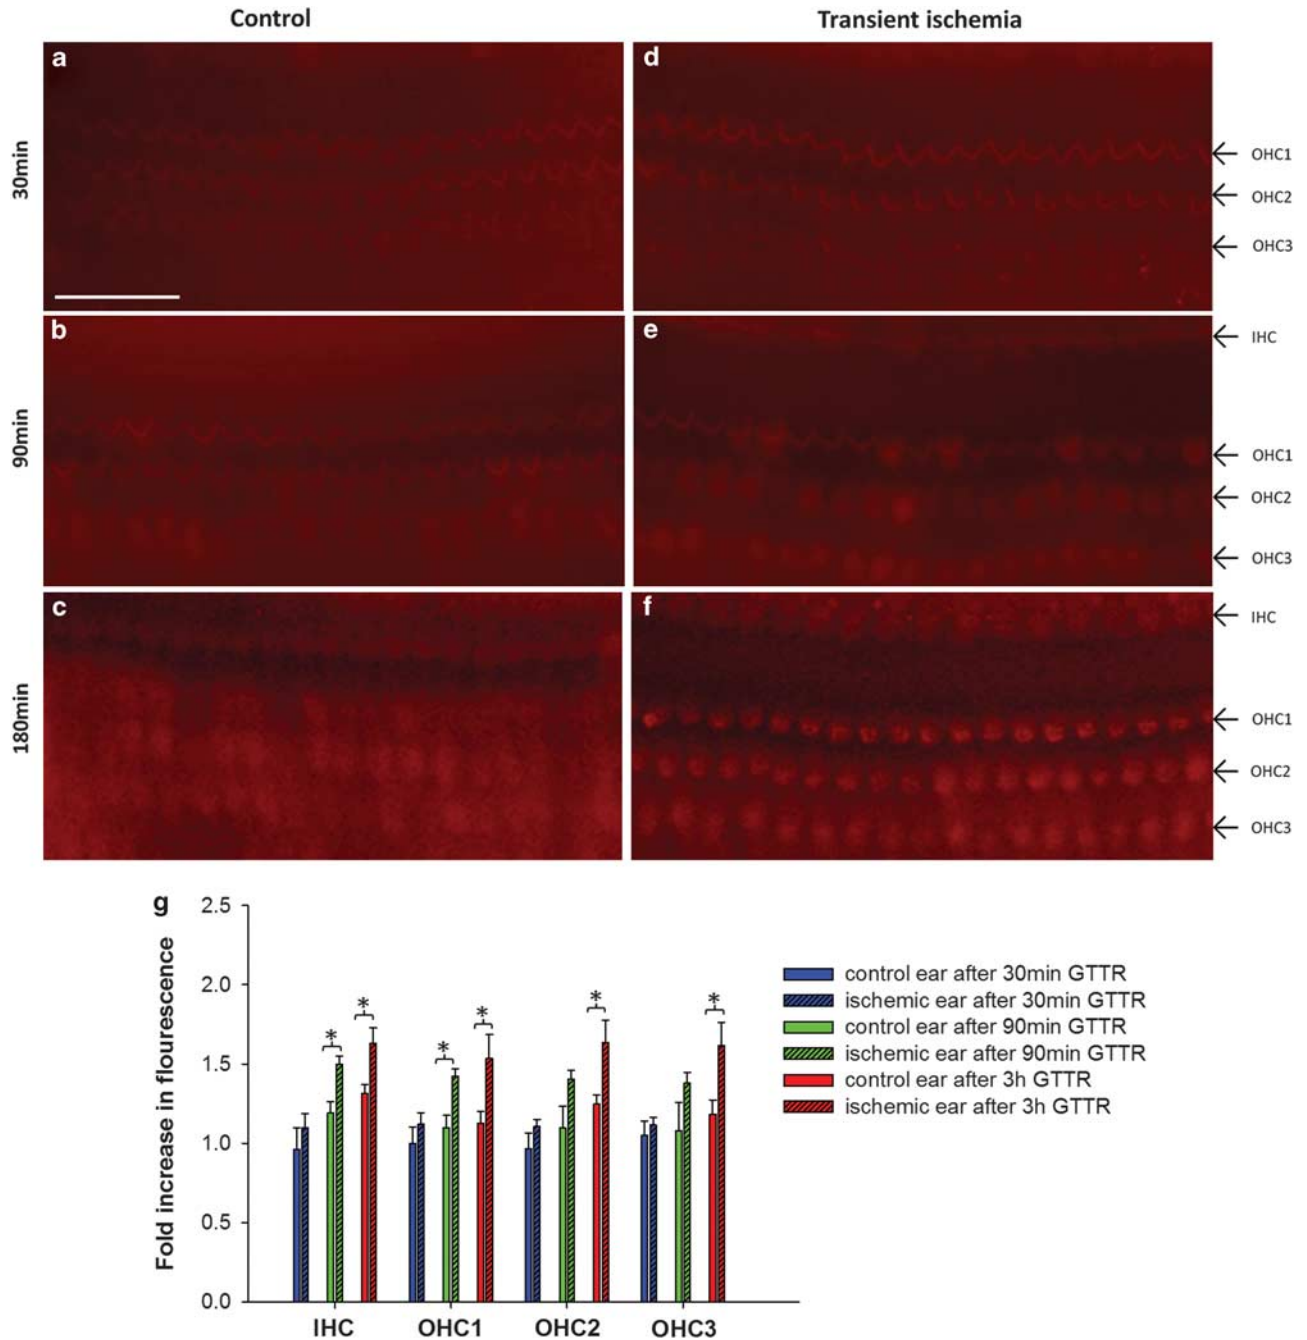 Control
Transient ischemia
a
d
30min
OHC1
OHC2
OHC3
b
e
90min
IHC
OHC1
OHC2
OHC3
c
f
180min
IHC
OHC1
OHC2
OHC3
g
Fold increase in flourescence
2.5
2.0
1.5
1.0
0.5
0.0
* * * * * *
IHC OHC1 OHC2 OHC3
control ear after 30min GTTR
ischemic ear after 30min GTTR
control ear after 90min GTTR
ischemic ear after 90min GTTR
control ear after 3h GTTR
ischemic ear after 3h GTTR